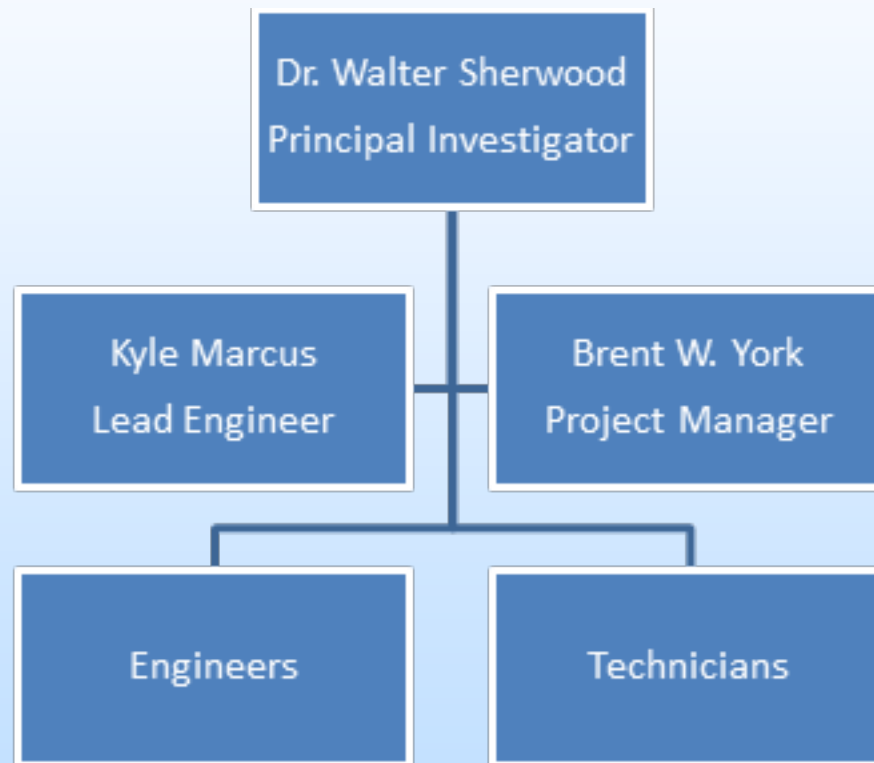 Dr. Walter Sherwood
Principal Investigator
Kyle Marcus
Lead Engineer
Brent W. York
Project Manager
Engineers
Technicians